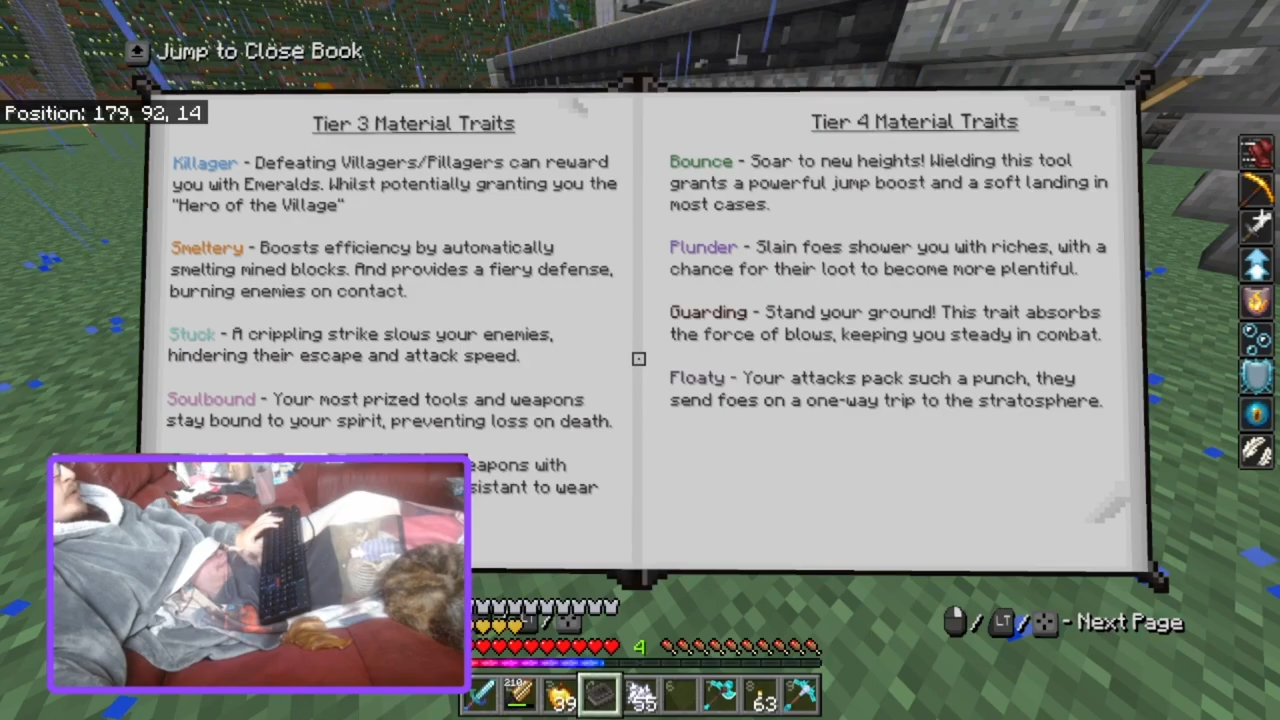 Jump to Close Book
Position: 179, 92, 14
Tier 3 Material Traits
Killager - Defeating Villagers/Pillagers can reward
you with Emeralds. Whilst potentially granting you the
"Hero of the Village"
Smeltery - Boosts efficiency by automatically
smelting mined blocks. And provides a fiery defense,
burning enemies on contact.
Stuck - A crippling strike slows your enemies,
hindering their escape and attack speed.
Soulbound - Your most prized tools and weapons
stay bound to your spirit, preventing loss on death.
eapons with
sistant to wear
Tier 4 Material Traits
Bounce - Soar to new heights! Wielding this tool
grants a powerful jump boost and a soft landing in
most cases.
Plunder - Slain foes shower you with riches, with a
chance for their loot to become more plentiful.
Guarding - Stand your ground! This trait absorbs
the force of blows, keeping you steady in combat.
Floaty - Your attacks pack such a punch, they
send foes on a one-way trip to the stratosphere.
/ LT / - Next Page
4
210 39 55 63